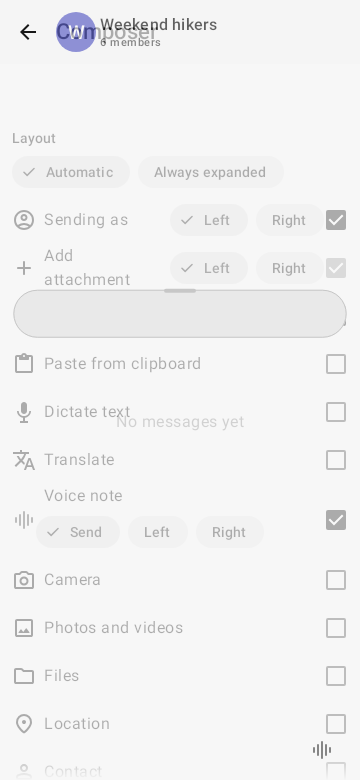 Composer
W
Weekend hikers
6 members
Layout
Automatic
Always expanded
Sending as
Left
Right
Add
attachment
Left
Right
Paste from clipboard
Dictate text
No messages yet
Translate
Voice note
Send
Left
Right
Camera
Photos and videos
Files
Location
Contact